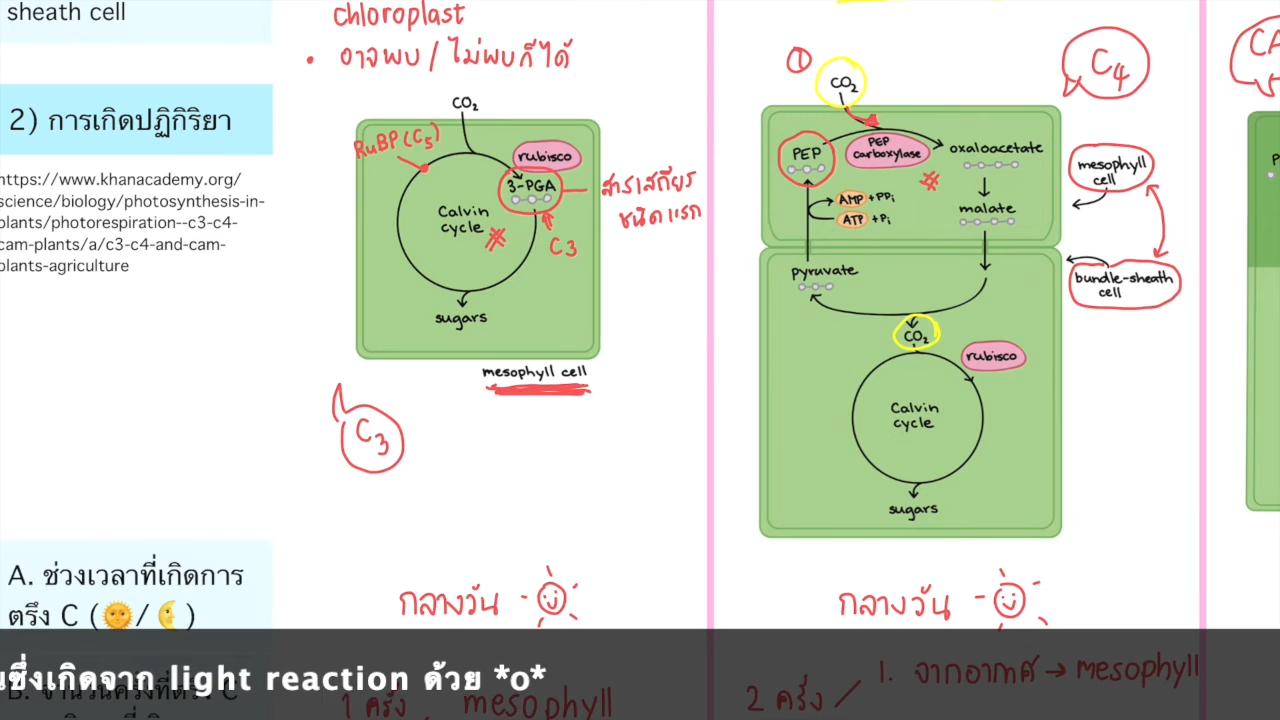 sheath cell
2) การเกิดปฏิกิริยา
https://www.khanacademy.org/
science/biology/photosynthesis-in-
plants/photorespiration--c3-c4-
cam-plants/a/c3-c4-and-cam-
plants-agriculture
A. ช่วงเวลาที่เกิดการ
ตรึง C (🌞/🌜)
chloroplast
• อาจพบ / ไม่พบก็ได้
CO₂
RuBP (C₅)
rubisco
3-PGA
สารเสถียร
ชนิดแรก
Calvin
cycle
C3
sugars
mesophyll cell
C₃
กลางวัน
1 ครั้ง mesophyll
①
CO₂
C₄
PEP
PEP
carboxylase
oxaloacetate
mesophyll
cell
AMP +PPᵢ
ATP +Pᵢ
malate
pyruvate
bundle-sheath
cell
CO₂
rubisco
Calvin
cycle
sugars
กลางวัน
1. จากอากาศ → mesophyll
2 ครั้ง /
ซึ่งเกิดจาก light reaction ด้วย *o*